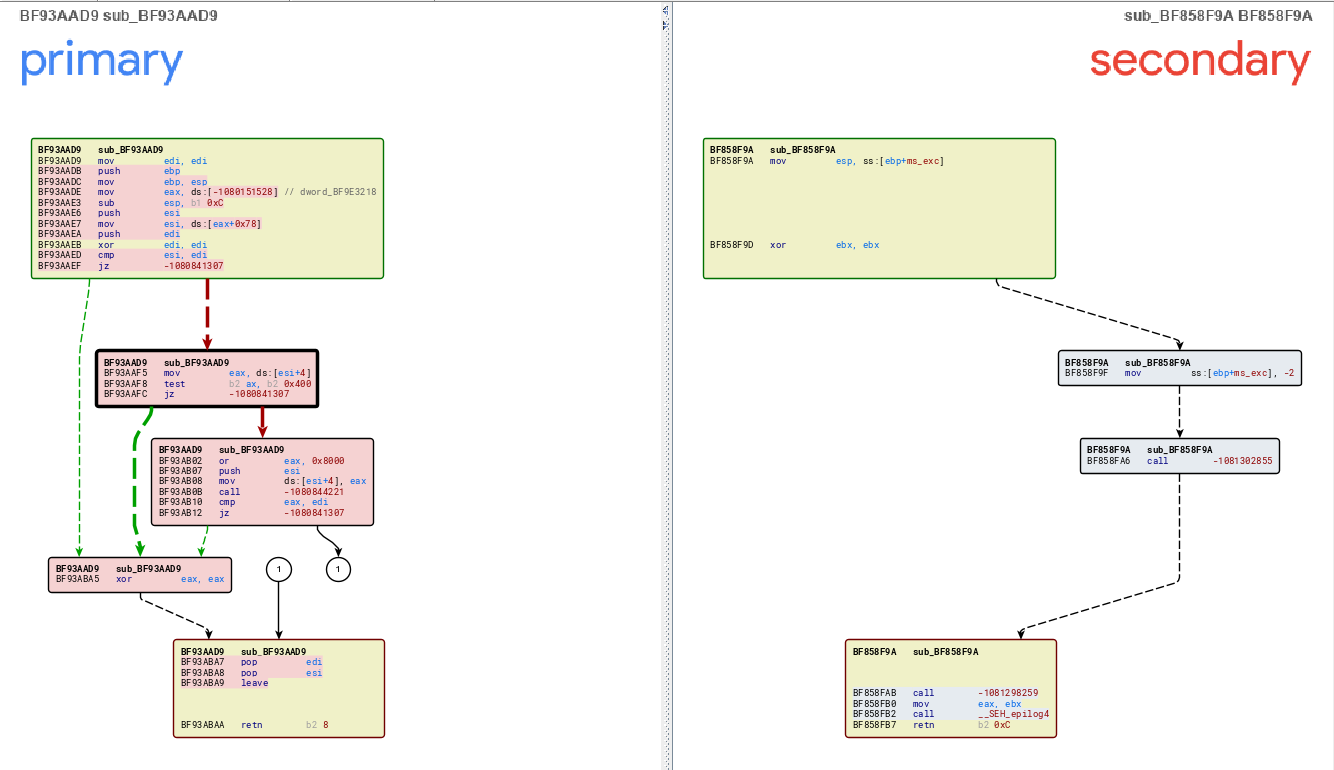 BF93AAD9 sub_BF93AAD9
primary
BF93AAD9 sub_BF93AAD9
BF93AAD9 mov edi, edi
BF93AADB push ebp
BF93AADC mov ebp, esp
BF93AADE mov eax, ds:[-1080151528] // dword_BF9E3218
BF93AAE3 sub esp, b1 0xC
BF93AAE6 push esi
BF93AAE7 mov esi, ds:[eax+0x78]
BF93AAEA push edi
BF93AAEB xor edi, edi
BF93AAED cmp esi, edi
BF93AAEF jz -1080841307
BF93AAD9 sub_BF93AAD9
BF93AAF5 mov eax, ds:[esi+4]
BF93AAF8 test b2 ax, b2 0x400
BF93AAFC jz -1080841307
BF93AAD9 sub_BF93AAD9
BF93AB02 or eax, 0x8000
BF93AB07 push esi
BF93AB08 mov ds:[esi+4], eax
BF93AB0B call -1080844221
BF93AB10 cmp eax, edi
BF93AB12 jz -1080841307
BF93AAD9 sub_BF93AAD9
BF93ABA5 xor eax, eax
1
1
BF93AAD9 sub_BF93AAD9
BF93ABA7 pop edi
BF93ABA8 pop esi
BF93ABA9 leave
BF93ABAA retn b2 8
sub_BF858F9A BF858F9A
secondary
BF858F9A sub_BF858F9A
BF858F9A mov esp, ss:[ebp+ms_exc]
BF858F9D xor ebx, ebx
BF858F9A sub_BF858F9A
BF858F9F mov ss:[ebp+ms_exc], -2
BF858F9A sub_BF858F9A
BF858FA6 call -1081302855
BF858F9A sub_BF858F9A
BF858FAB call -1081298259
BF858FB0 mov eax, ebx
BF858FB2 call __SEH_epilog4
BF858FB7 retn b2 0xC